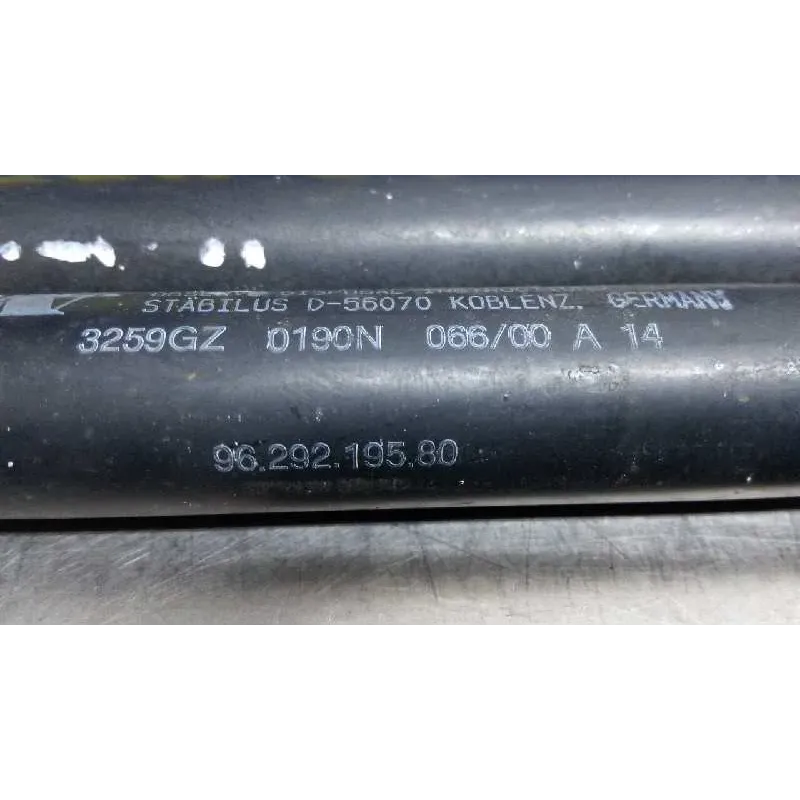 STABILUS D-56070 KOBLENZ, GERMANY
3259GZ 0190N 066/00 A 14
96.292.195.80